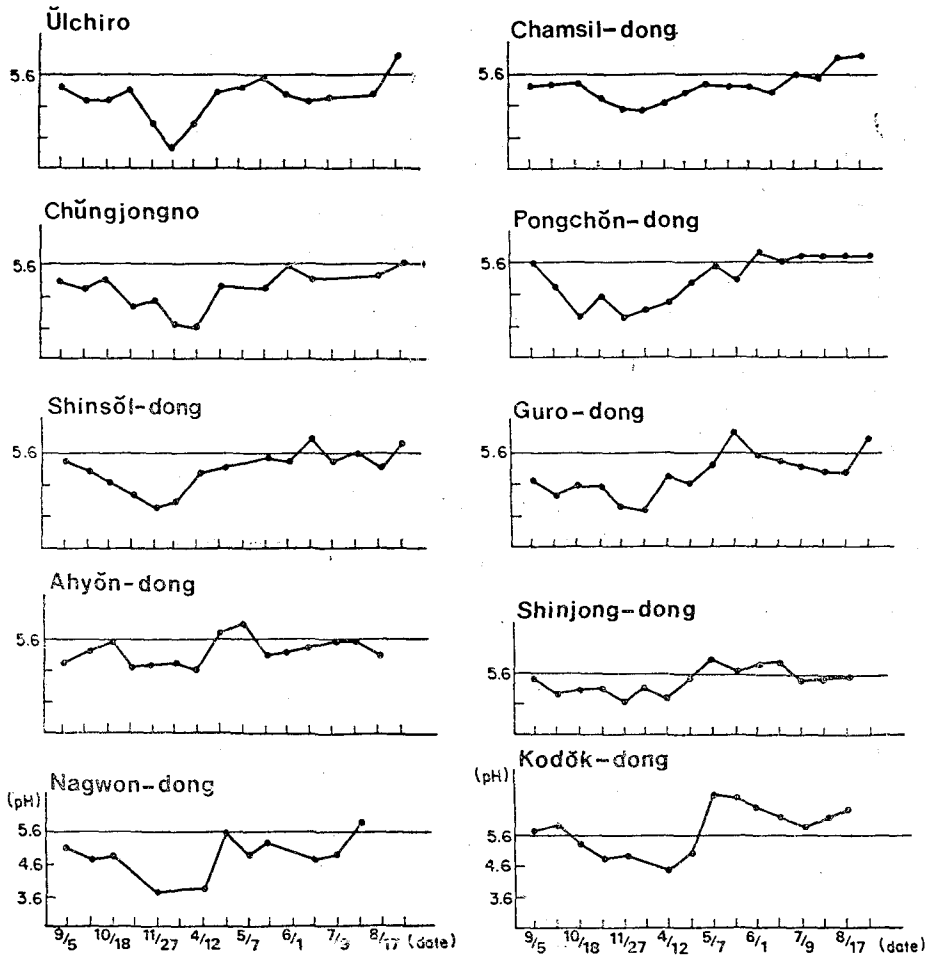 Ŭlchiro
5.6
Chŭngjongno
5.6
Shinsŏl-dong
5.6
Ahyŏn-dong
5.6
Nagwon-dong
(pH)
5.6
4.6
3.6
9/5 10/18 11/27 4/12 5/7 6/1 7/9 8/17 (date)
Chamsil-dong
5.6
Pongchŏn-dong
5.6
Guro-dong
5.6
Shinjong-dong
5.6
Kodŏk-dong
(pH)
5.6
4.6
3.6
9/5 10/18 11/27 4/12 5/7 6/1 7/9 8/17 (date)